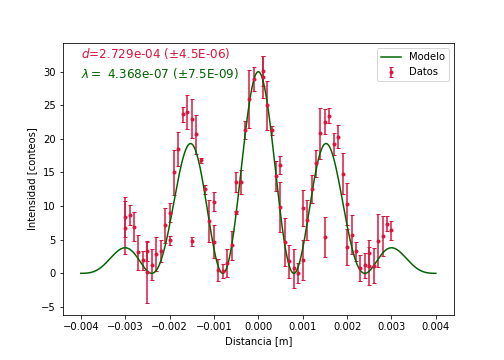 d=2.729e-04 (±4.5E-06)
λ= 4.368e-07 (±7.5E-09)
Modelo
Datos
Intensidad [conteos]
30
25
20
15
10
5
0
−5
−0.004 −0.003 −0.002 −0.001 0.000 0.001 0.002 0.003 0.004
Distancia [m]